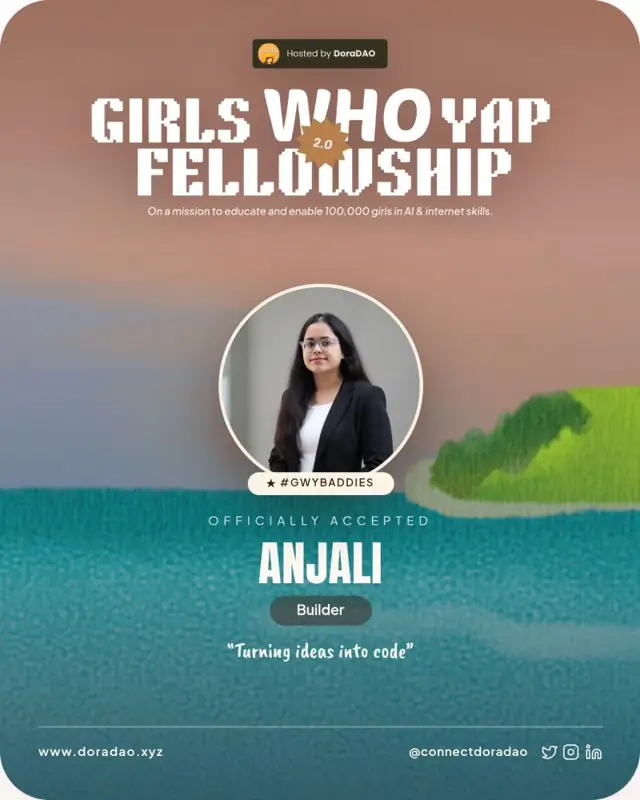 Hosted by DoraDAO
GIRLS WHO YAP
2.0
FELLOWSHIP
On a mission to educate and enable 100,000 girls in AI & internet skills.
★ #GWYBADDIES
OFFICIALLY ACCEPTED
ANJALI
Builder
"Turning ideas into code"
www.doradao.xyz
@connectdoradao